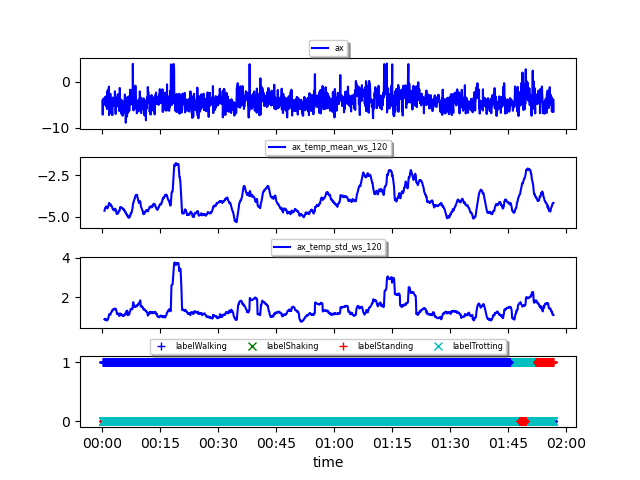 ax
0
−10
ax_temp_mean_ws_120
−2.5
−5.0
ax_temp_std_ws_120
4
2
labelWalking labelShaking labelStanding labelTrotting
1
0
00:00 00:15 00:30 00:45 01:00 01:15 01:30 01:45 02:00
time